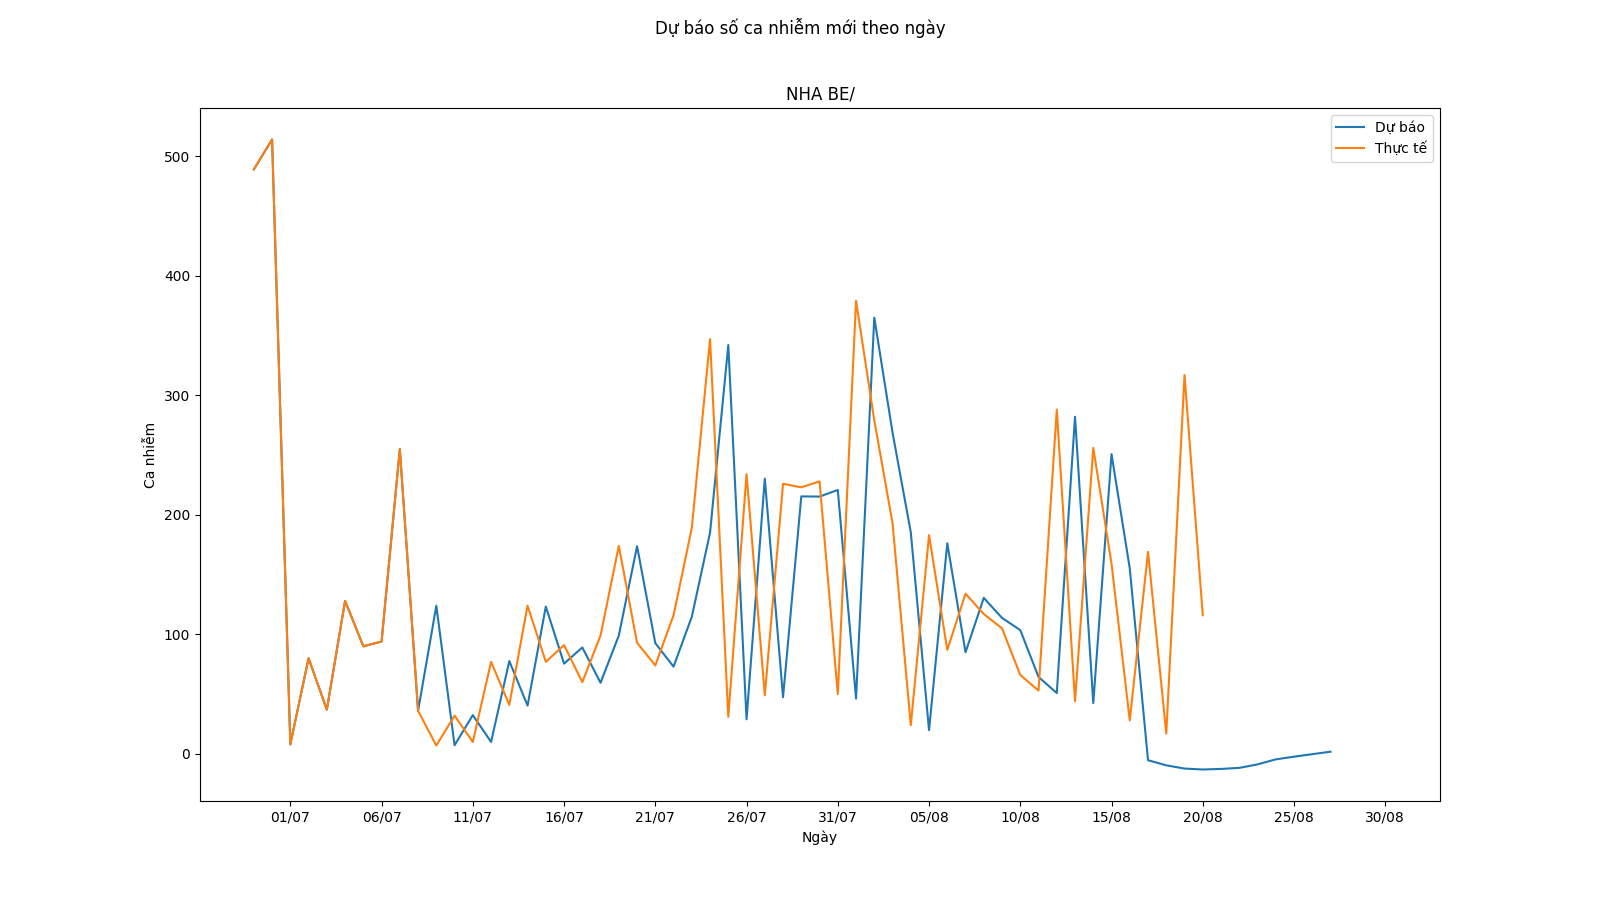 Dự báo số ca nhiễm mới theo ngày
NHA BE/
Dự báo
Thực tế
Ca nhiễm
500
400
300
200
100
0
01/07 06/07 11/07 16/07 21/07 26/07 31/07 05/08 10/08 15/08 20/08 25/08 30/08
Ngày